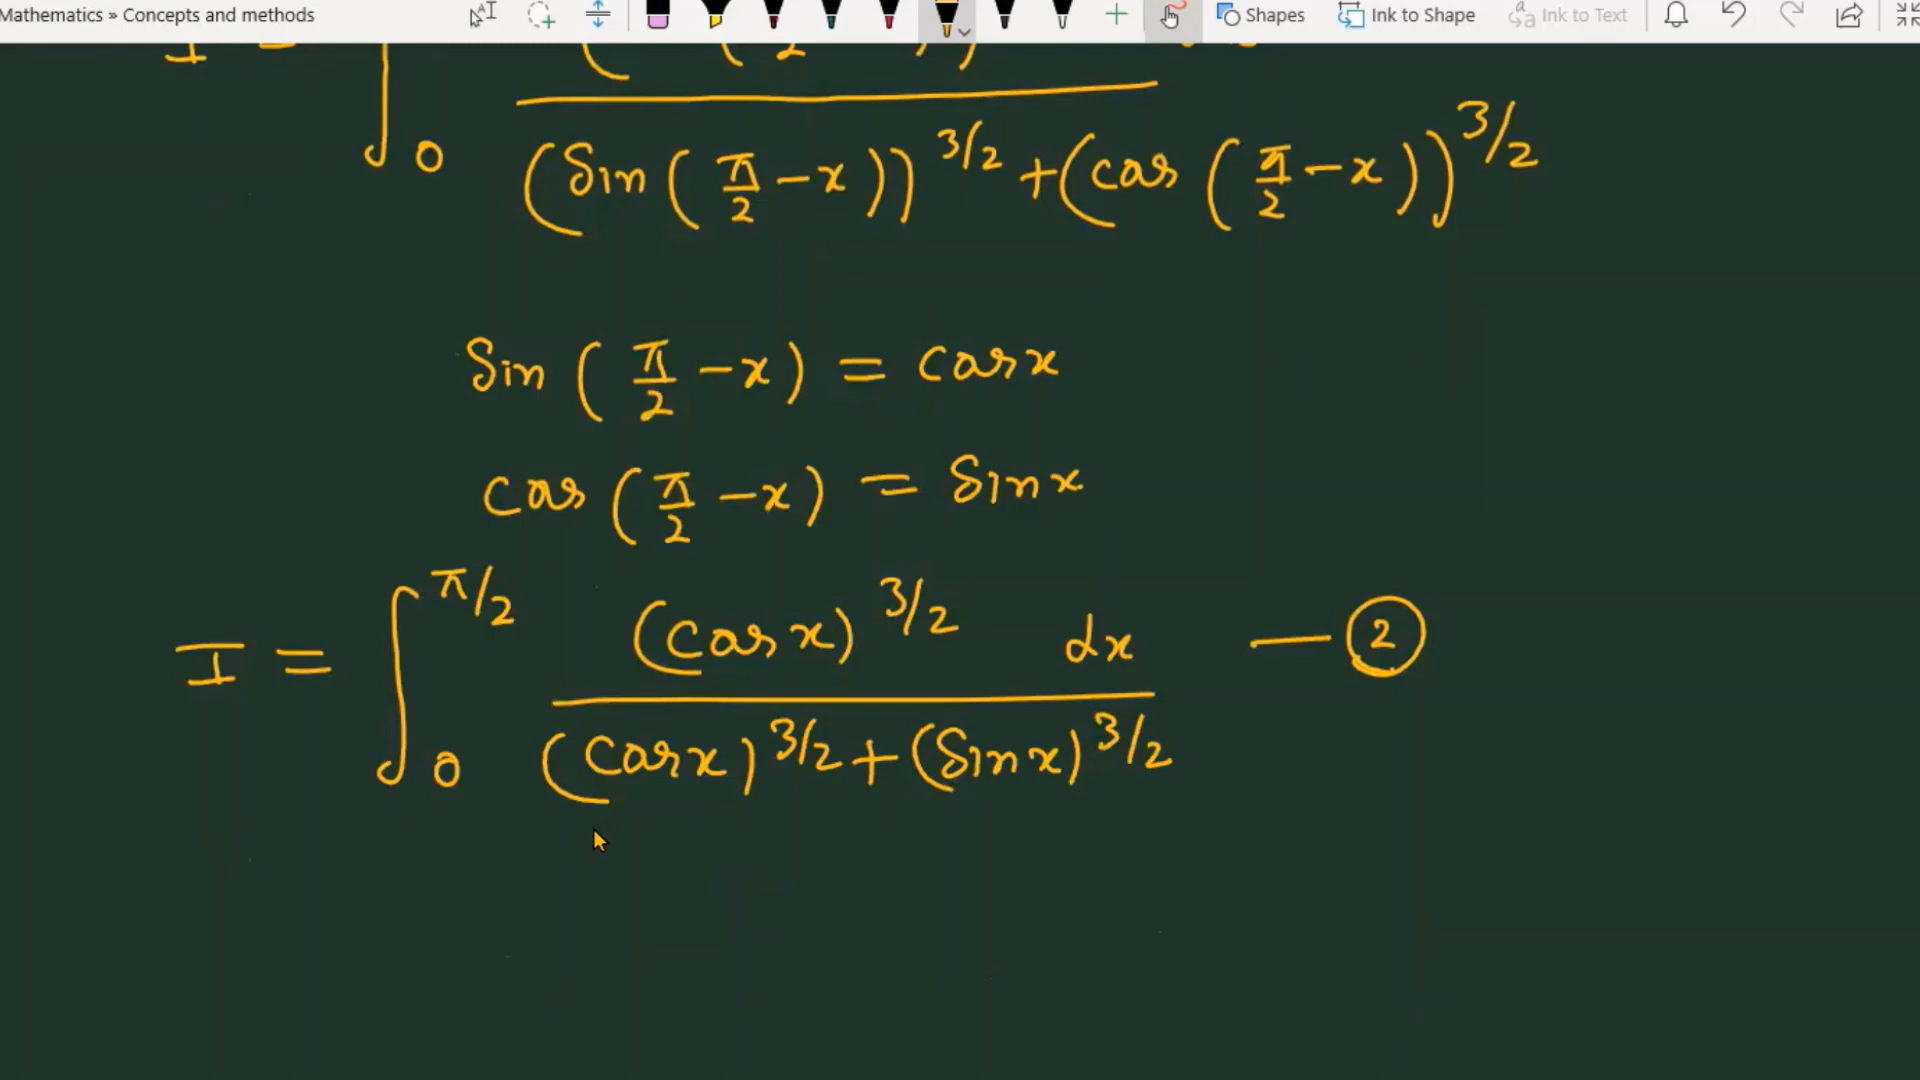 Mathematics » Concepts and methods
Shapes
Ink to Shape
Ink to Text
I = ∫ 0
(Sin(π/2 − x))^3/2 + (cos(π/2 − x))^3/2
Sin(π/2 − x) = cosx
cos(π/2 − x) = Sinx
I = ∫ 0 π/2 (cosx)^3/2 dx / ((cosx)^3/2 + (Sinx)^3/2) — ②